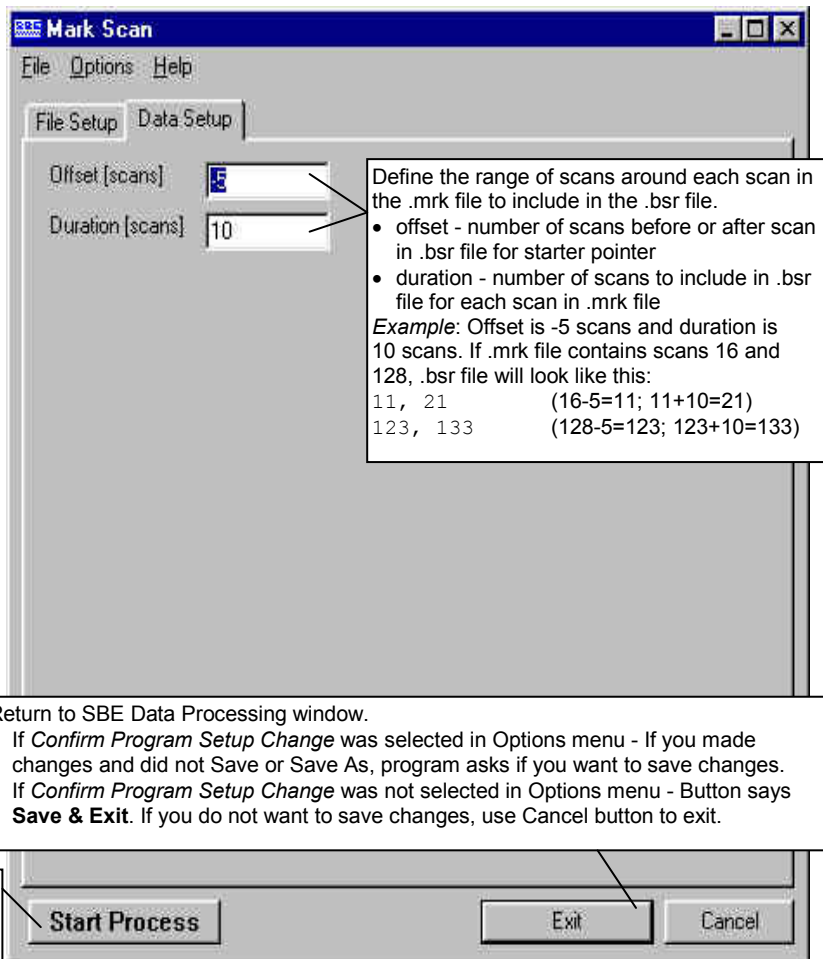 SBE Mark Scan
File Options Help
File Setup Data Setup
Offset [scans] -5
Duration [scans] 10
Define the range of scans around each scan in
the .mrk file to include in the .bsr file.
• offset - number of scans before or after scan
in .bsr file for starter pointer
• duration - number of scans to include in .bsr
file for each scan in .mrk file
Example: Offset is -5 scans and duration is
10 scans. If .mrk file contains scans 16 and
128, .bsr file will look like this:
11, 21 (16-5=11; 11+10=21)
123, 133 (128-5=123; 123+10=133)
Return to SBE Data Processing window.
If Confirm Program Setup Change was selected in Options menu - If you made
changes and did not Save or Save As, program asks if you want to save changes.
If Confirm Program Setup Change was not selected in Options menu - Button says
Save & Exit. If you do not want to save changes, use Cancel button to exit.
Start Process Exit Cancel